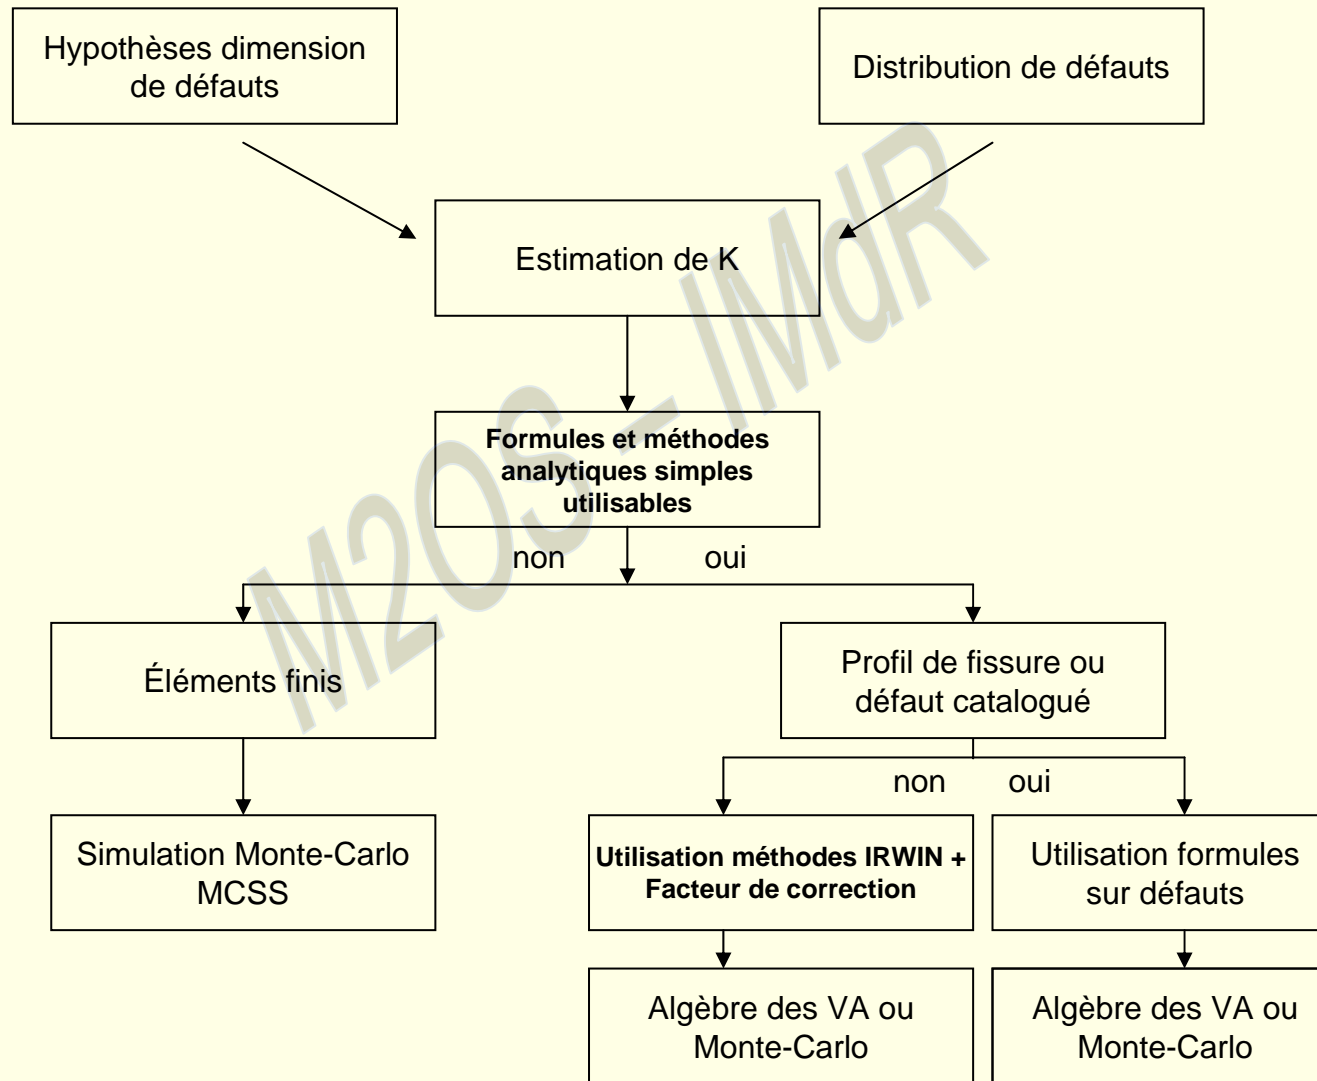 Hypothèses dimension
de défauts
Distribution de défauts
Estimation de K
Formules et méthodes
analytiques simples
utilisables
non
oui
Éléments finis
Profil de fissure ou
défaut catalogué
non
oui
Simulation Monte-Carlo
MCSS
Utilisation méthodes IRWIN +
Facteur de correction
Utilisation formules
sur défauts
Algèbre des VA ou
Monte-Carlo
Algèbre des VA ou
Monte-Carlo
M2OS – IMdR